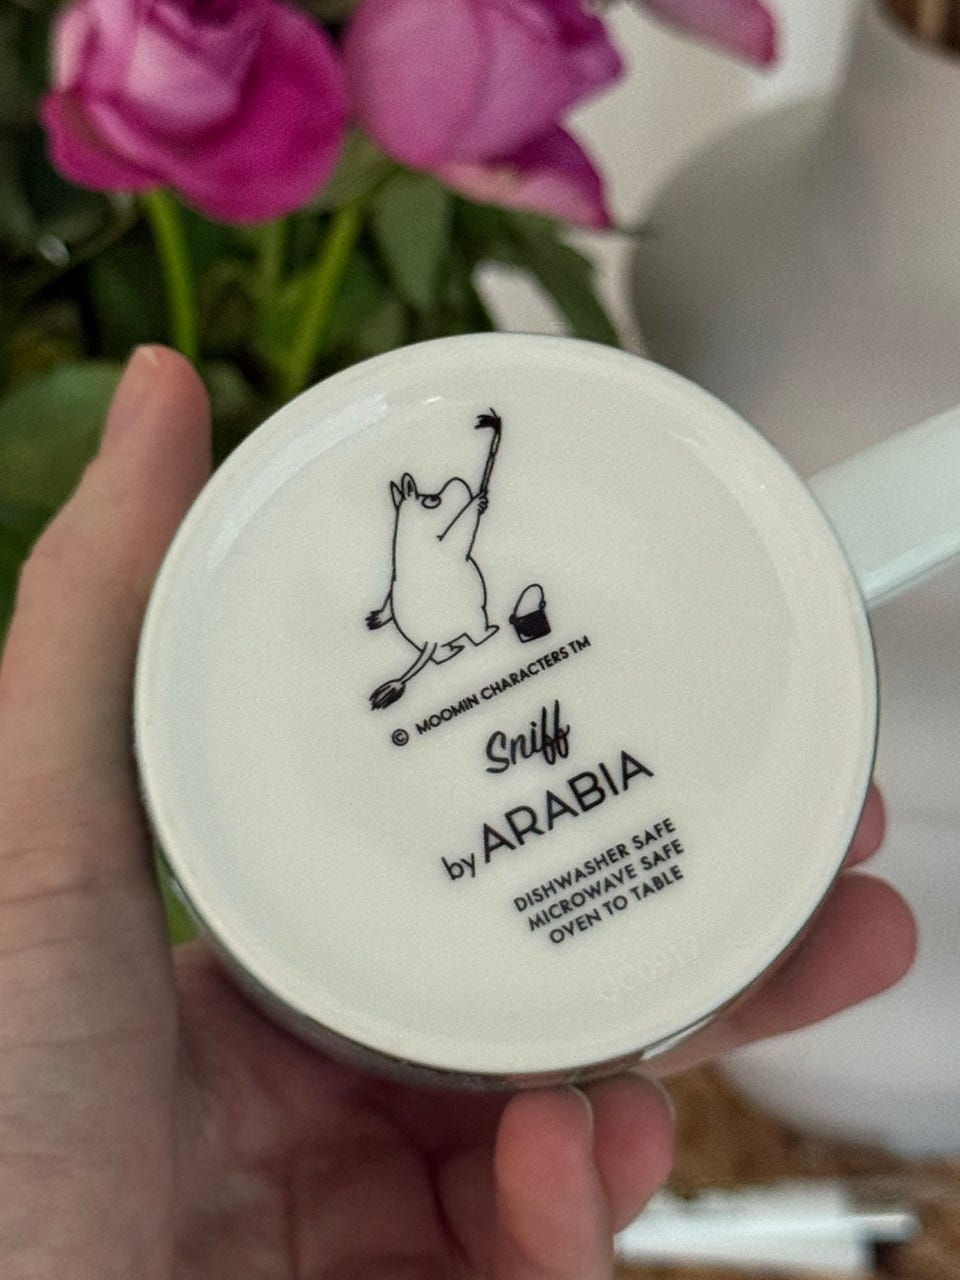 © MOOMIN CHARACTERS TM
Sniff
by ARABIA
DISHWASHER SAFE
MICROWAVE SAFE
OVEN TO TABLE